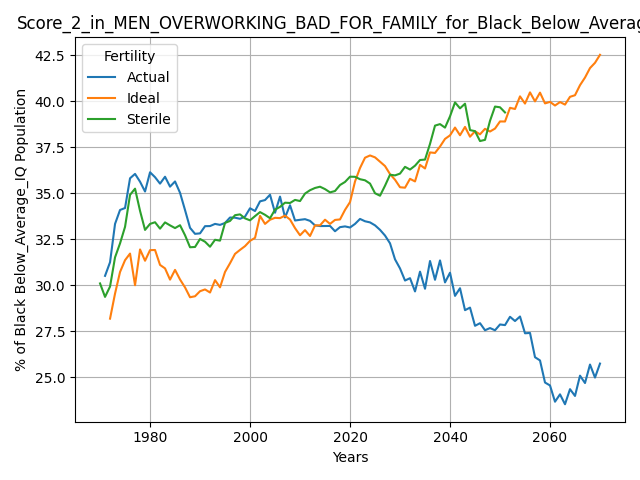 Score_2_in_MEN_OVERWORKING_BAD_FOR_FAMILY_for_Black_Below_Averag
Fertility
Actual
Ideal
Sterile
% of Black Below_Average_IQ Population
42.5
40.0
37.5
35.0
32.5
30.0
27.5
25.0
1980
2000
2020
2040
2060
Years